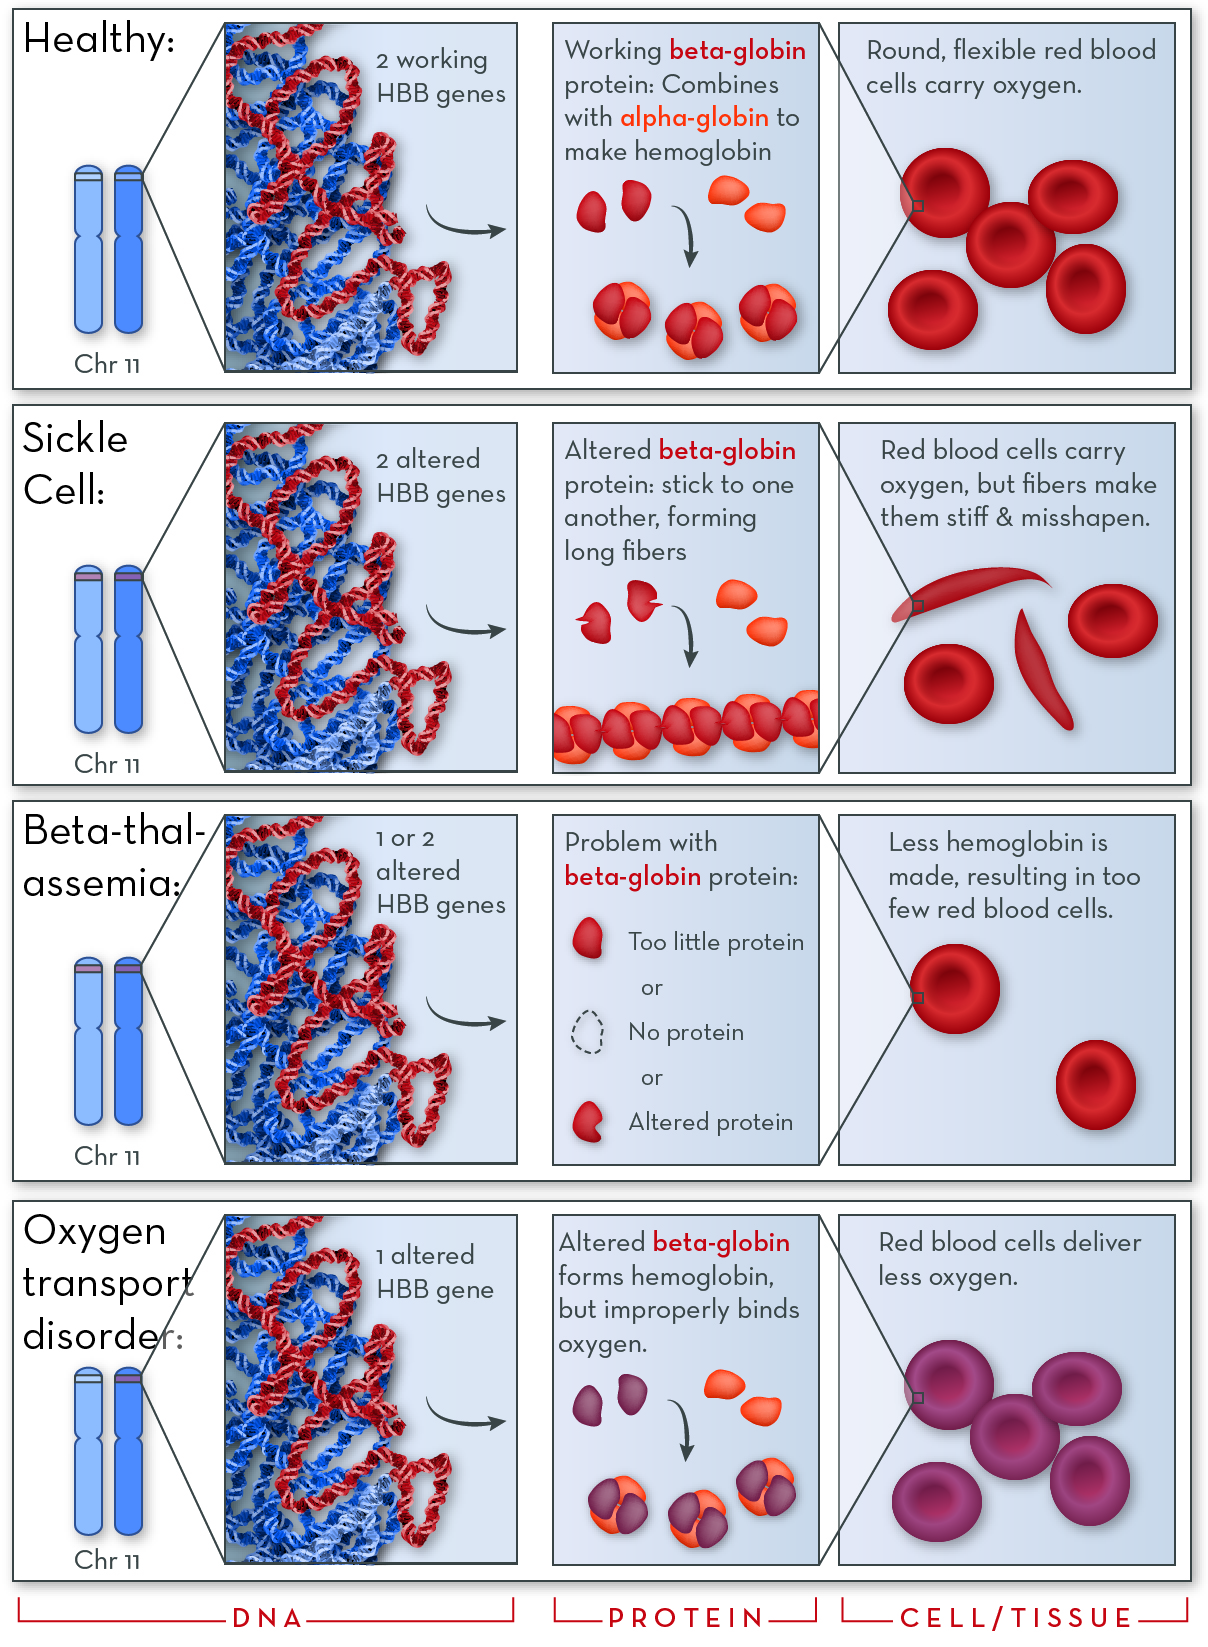 Healthy:
2 working
HBB genes
Chr 11
Working beta-globin
protein: Combines
with alpha-globin to
make hemoglobin
Round, flexible red blood
cells carry oxygen.
Sickle
Cell:
2 altered
HBB genes
Chr 11
Altered beta-globin
protein: stick to one
another, forming
long fibers
Red blood cells carry
oxygen, but fibers make
them stiff & misshapen.
Beta-thal-
assemia:
1 or 2
altered
HBB genes
Chr 11
Problem with
beta-globin protein:
Too little protein
or
No protein
or
Altered protein
Less hemoglobin is
made, resulting in too
few red blood cells.
Oxygen
transport
disorder:
1 altered
HBB gene
Chr 11
Altered beta-globin
forms hemoglobin,
but improperly binds
oxygen.
Red blood cells deliver
less oxygen.
DNA
PROTEIN
CELL/TISSUE